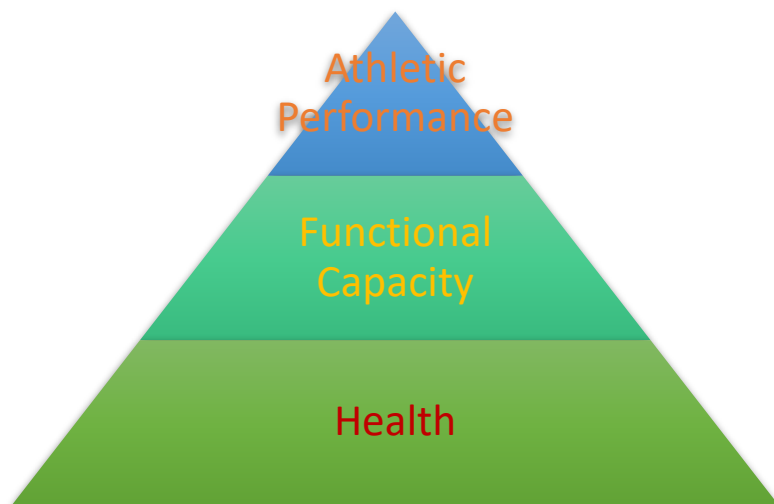 Athletic
Performance
Functional
Capacity
Health